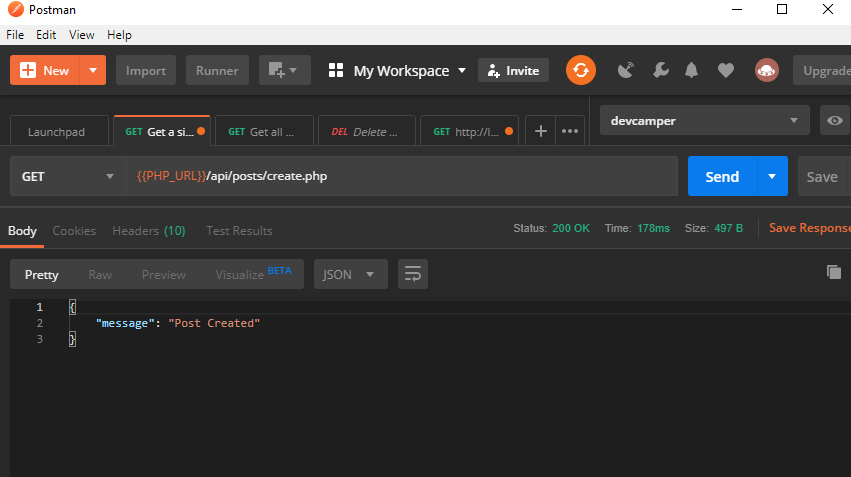 Postman
File Edit View Help
New Import Runner My Workspace Invite Upgrade
Launchpad GET Get a si... GET Get all ... DEL Delete ... GET http://l... + ••• devcamper
GET {{PHP_URL}}/api/posts/create.php Send Save
Body Cookies Headers (10) Test Results Status: 200 OK Time: 178ms Size: 497 B Save Response
Pretty Raw Preview Visualize BETA JSON
1 {
2 "message": "Post Created"
3 }